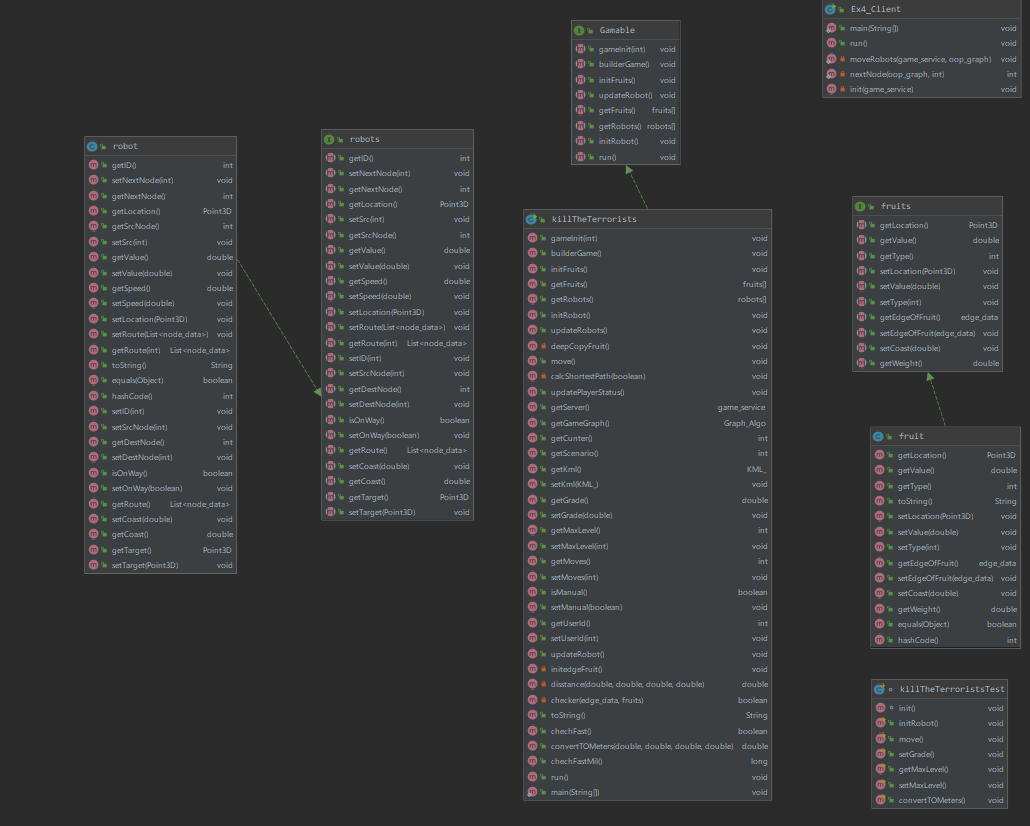 robot
getID() int
setNextNode(int) void
getNextNode() int
getLocation() Point3D
getSrcNode() int
setSrc(int) void
getValue() double
setValue(double) void
getSpeed() double
setSpeed(double) void
setLocation(Point3D) void
setRoute(List<node_data>) void
getRoute(int) List<node_data>
toString() String
equals(Object) boolean
hashCode() int
setID(int) void
setSrcNode(int) void
getDestNode() int
setDestNode(int) void
isOnWay() boolean
setOnWay(boolean) void
getRoute() List<node_data>
setCoast(double) void
getCoast() double
getTarget() Point3D
setTarget(Point3D) void
robots
getID() int
setNextNode(int) void
getNextNode() int
getLocation() Point3D
setSrc(int) void
getSrcNode() int
getValue() double
setValue(double) void
getSpeed() double
setSpeed(double) void
setLocation(Point3D) void
setRoute(List<node_data>) void
getRoute(int) List<node_data>
setID(int) void
setSrcNode(int) void
getDestNode() int
setDestNode(int) void
isOnWay() boolean
setOnWay(boolean) void
getRoute() List<node_data>
setCoast(double) void
getCoast() double
getTarget() Point3D
setTarget(Point3D) void
Gamable
gameInit(int) void
builderGame() void
initFruits() void
updateRobot() void
getFruits() fruits[]
getRobots() robots[]
initRobot() void
run() void
killTheTerrorists
gameInit(int) void
builderGame() void
initFruits() void
getFruits() fruits[]
getRobots() robots[]
initRobot() void
updateRobots() void
deepCopyFruit() void
move() void
calcShortestPath(boolean) void
updatePlayerStatus() void
getServer() game_service
getGameGraph() Graph_Algo
getCunter() int
getScenario() int
getKml() KML_
setKml(KML_) void
getGrade() double
setGrade(double) void
getMaxLevel() int
setMaxLevel(int) void
getMoves() int
setMoves(int) void
isManual() boolean
setManual(boolean) void
getUserId() int
setUserId(int) void
updateRobot() void
initedgeFruit() void
disstance(double, double, double, double) double
checker(edge_data, fruits) boolean
toString() String
chechFast() boolean
convertTOMeters(double, double, double, double) double
chechFastMil() long
run() void
main(String[]) void
Ex4_Client
main(String[]) void
run() void
moveRobots(game_service, oop_graph) void
nextNode(oop_graph, int) int
init(game_service) void
fruits
getLocation() Point3D
getValue() double
getType() int
setLocation(Point3D) void
setValue(double) void
setType(int) void
getEdgeOfFruit() edge_data
setEdgeOfFruit(edge_data) void
setCoast(double) void
getWeight() double
fruit
getLocation() Point3D
getValue() double
getType() int
toString() String
setLocation(Point3D) void
setValue(double) void
setType(int) void
getEdgeOfFruit() edge_data
setEdgeOfFruit(edge_data) void
setCoast(double) void
getWeight() double
equals(Object) boolean
hashCode() int
killTheTerroristsTest
init() void
initRobot() void
move() void
setGrade() void
getMaxLevel() void
setMaxLevel() void
convertTOMeters() void